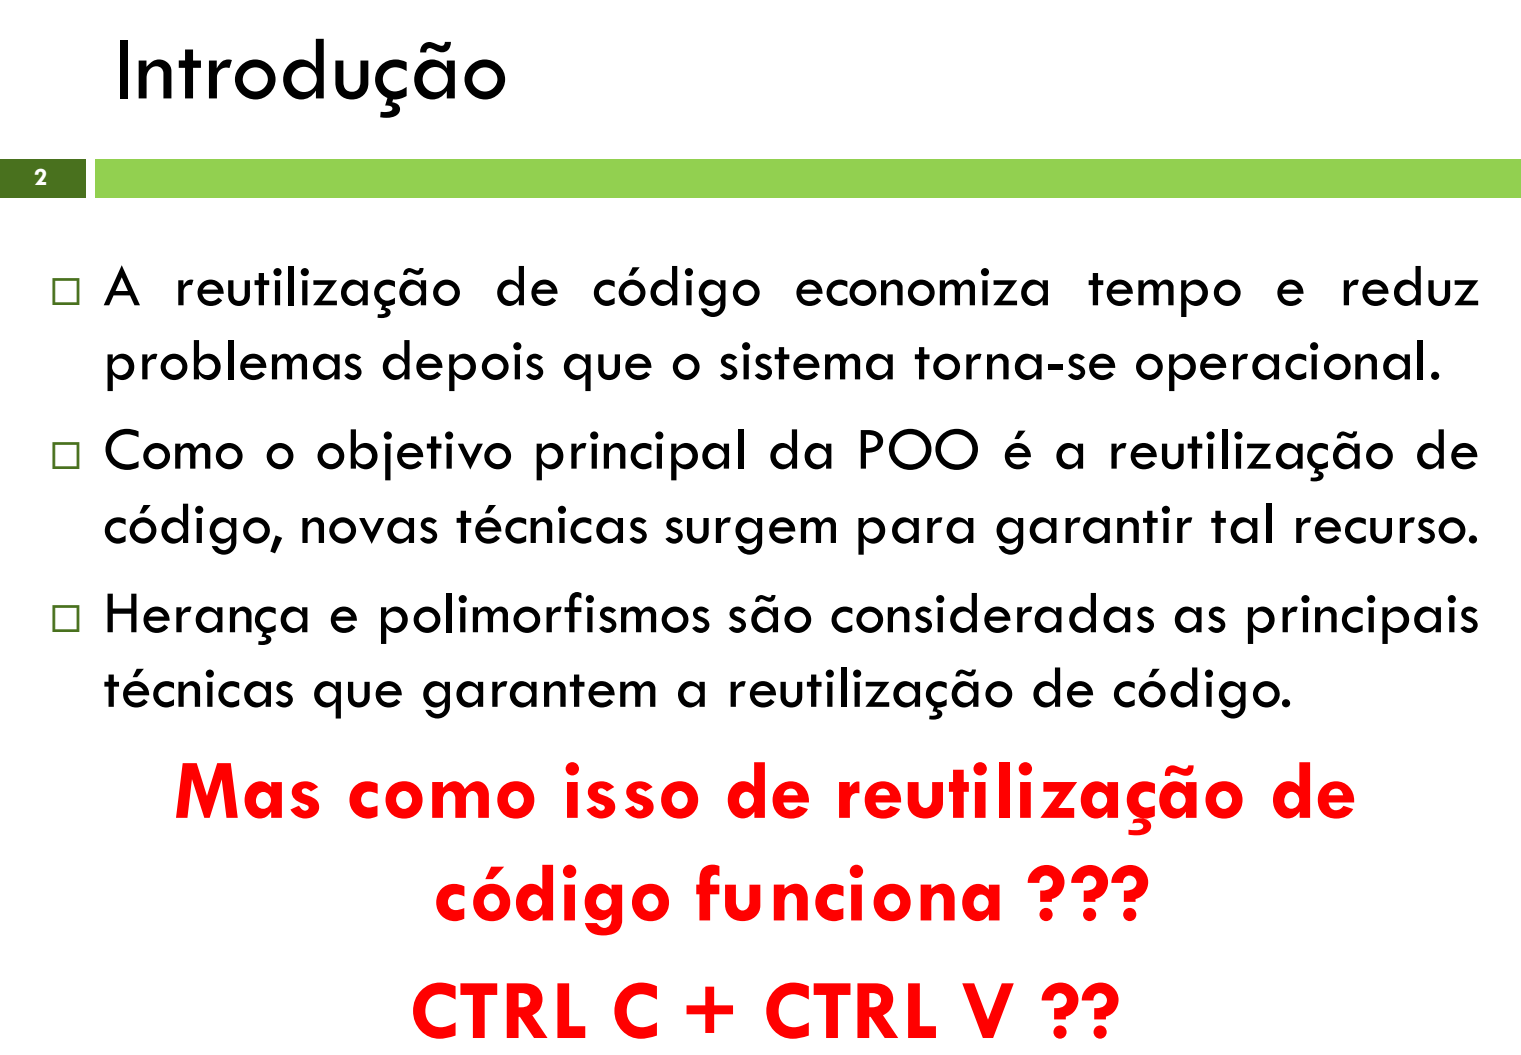 Introdução
2
A reutilização de código economiza tempo e reduz
problemas depois que o sistema torna-se operacional.
Como o objetivo principal da POO é a reutilização de
código, novas técnicas surgem para garantir tal recurso.
Herança e polimorfismos são consideradas as principais
técnicas que garantem a reutilização de código.
Mas como isso de reutilização de
código funciona ???
CTRL C + CTRL V ??